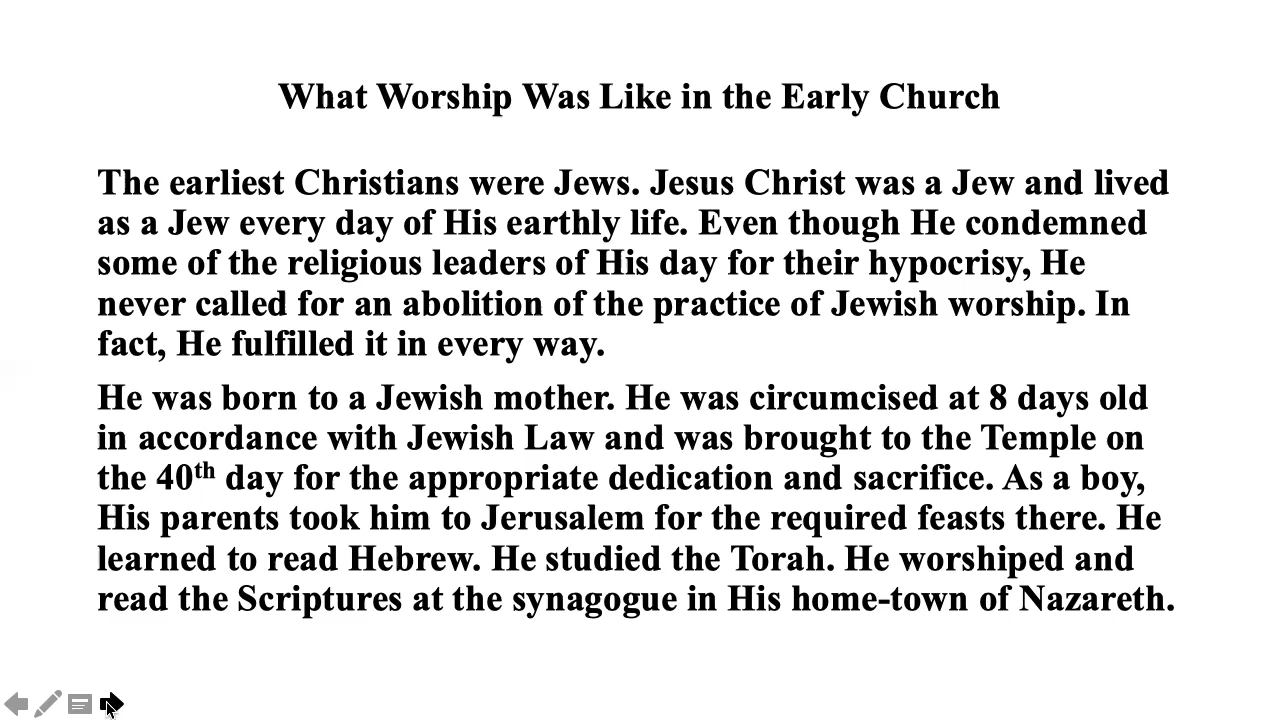 What Worship Was Like in the Early Church
The earliest Christians were Jews. Jesus Christ was a Jew and lived
as a Jew every day of His earthly life. Even though He condemned
some of the religious leaders of His day for their hypocrisy, He
never called for an abolition of the practice of Jewish worship. In
fact, He fulfilled it in every way.
He was born to a Jewish mother. He was circumcised at 8 days old
in accordance with Jewish Law and was brought to the Temple on
the 40th day for the appropriate dedication and sacrifice. As a boy,
His parents took him to Jerusalem for the required feasts there. He
learned to read Hebrew. He studied the Torah. He worshiped and
read the Scriptures at the synagogue in His home-town of Nazareth.